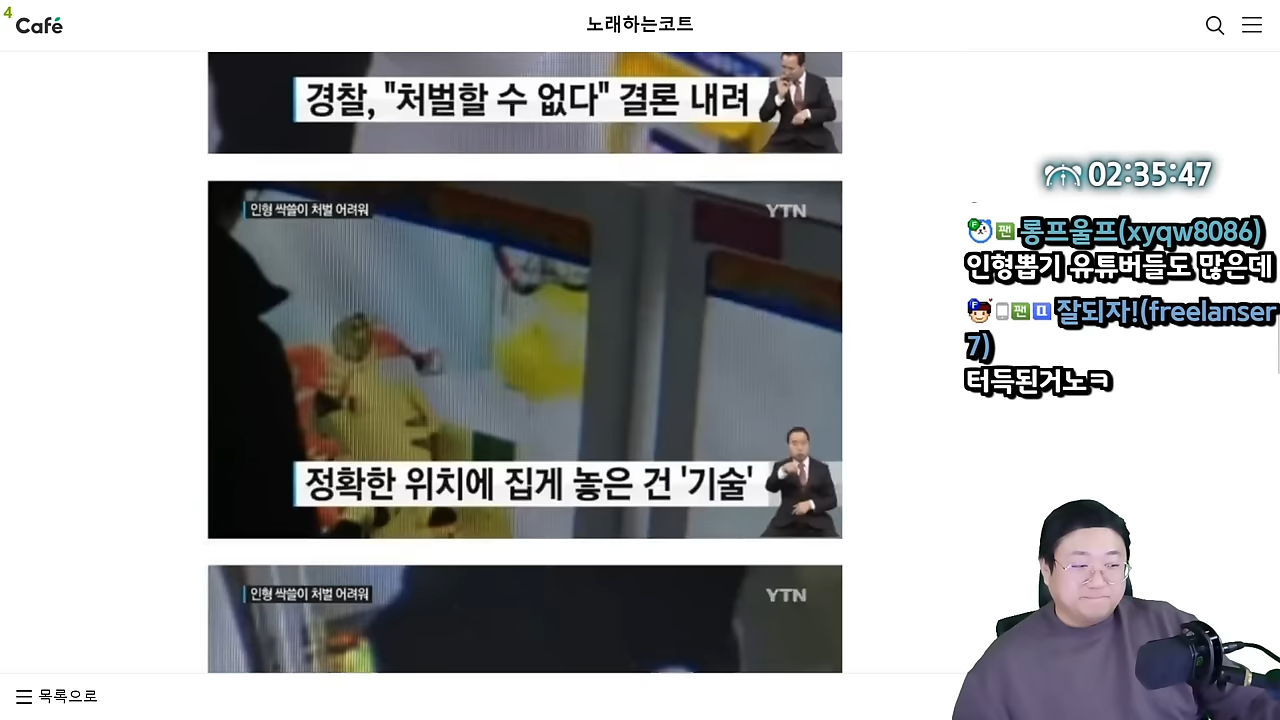 4
Café
노래하는코트
경찰, "처벌할 수 없다" 결론 내려
인형 싹쓸이 처벌 어려워
YTN
정확한 위치에 집게 놓은 건 '기술'
인형 싹쓸이 처벌 어려워
YTN
02:35:47
팬 롱프울프(xyqw8086)
인형뽑기 유튜버들도 많은데
팬 잘되자!(freelanser
7)
터득된거노ㅋ
목록으로